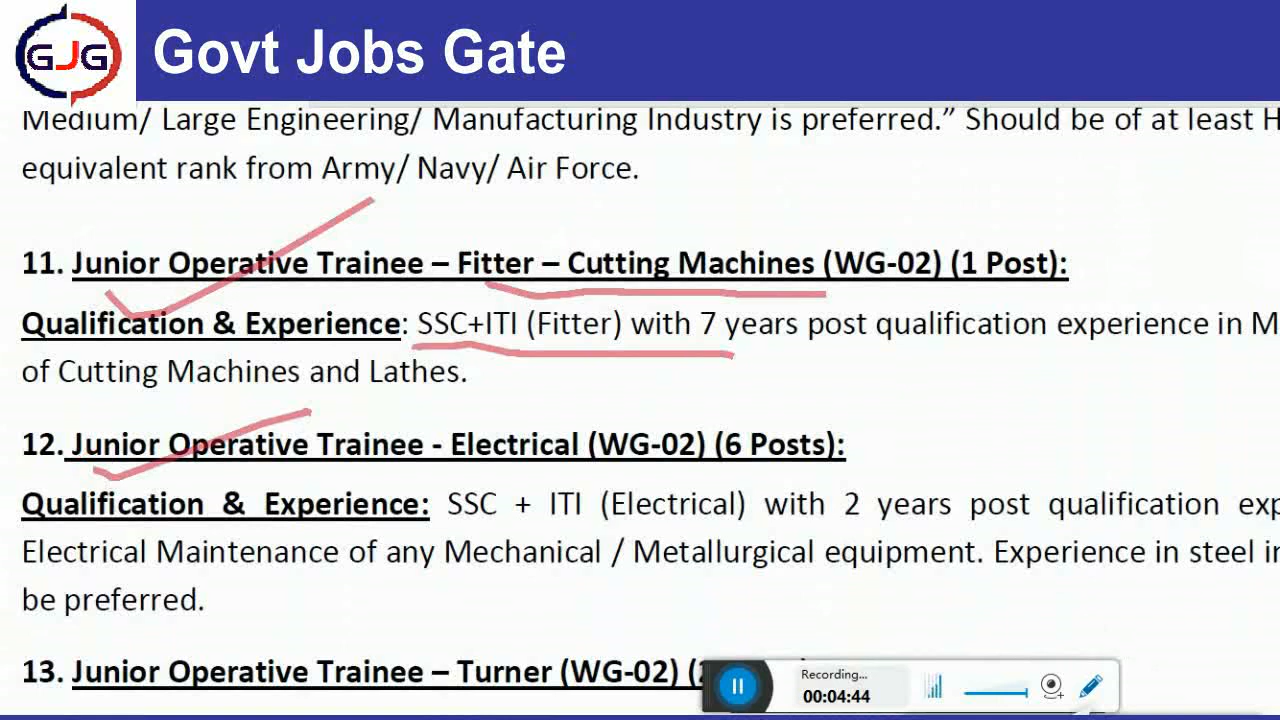 GJG
Govt Jobs Gate
Medium/ Large Engineering/ Manufacturing Industry is preferred.” Should be of at least H
equivalent rank from Army/ Navy/ Air Force.
11. Junior Operative Trainee – Fitter – Cutting Machines (WG-02) (1 Post):
Qualification & Experience: SSC+ITI (Fitter) with 7 years post qualification experience in M
of Cutting Machines and Lathes.
12. Junior Operative Trainee - Electrical (WG-02) (6 Posts):
Qualification & Experience: SSC + ITI (Electrical) with 2 years post qualification exp
Electrical Maintenance of any Mechanical / Metallurgical equipment. Experience in steel in
be preferred.
13. Junior Operative Trainee – Turner (WG-02) (
Recording...
00:04:44